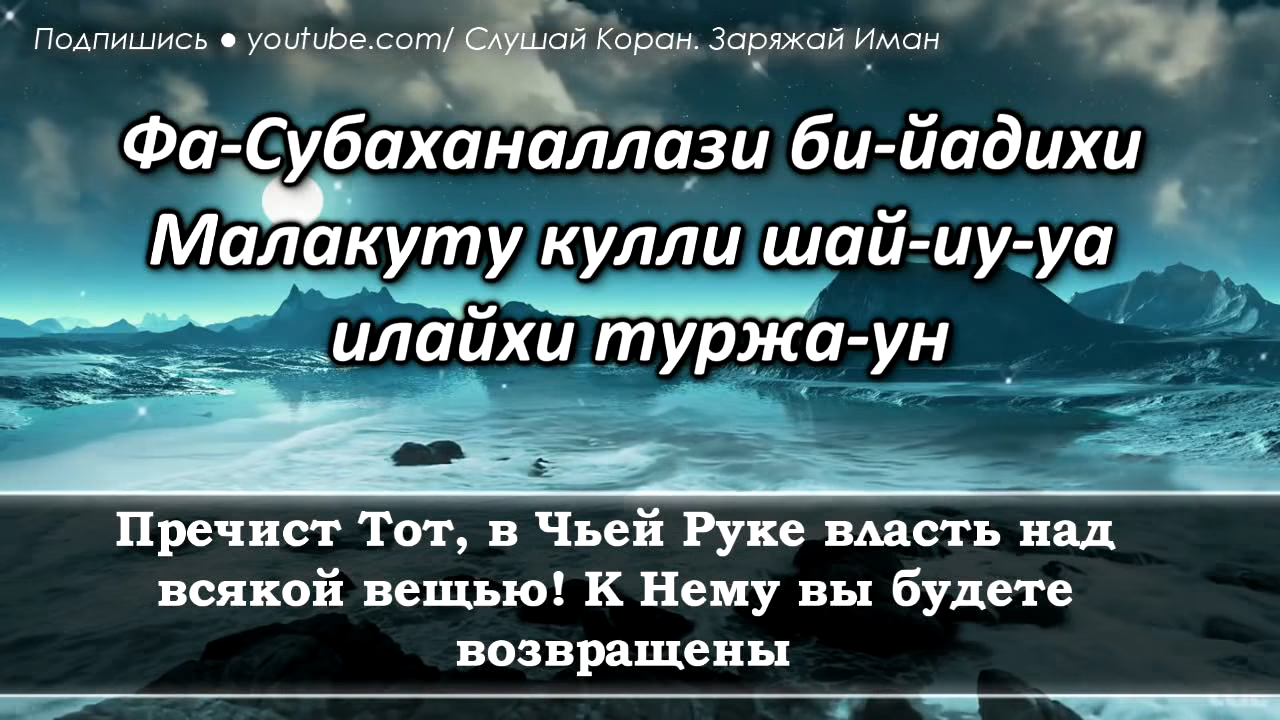 Подпишись ● youtube.com/ Слушай Коран. Заряжай Иман
Фа-Субаханаллази би-йадихи
Малакуту кулли шай-иу-уа
илайхи туржа-ун
Пречист Тот, в Чьей Руке власть над
всякой вещью! К Нему вы будете
возвращены